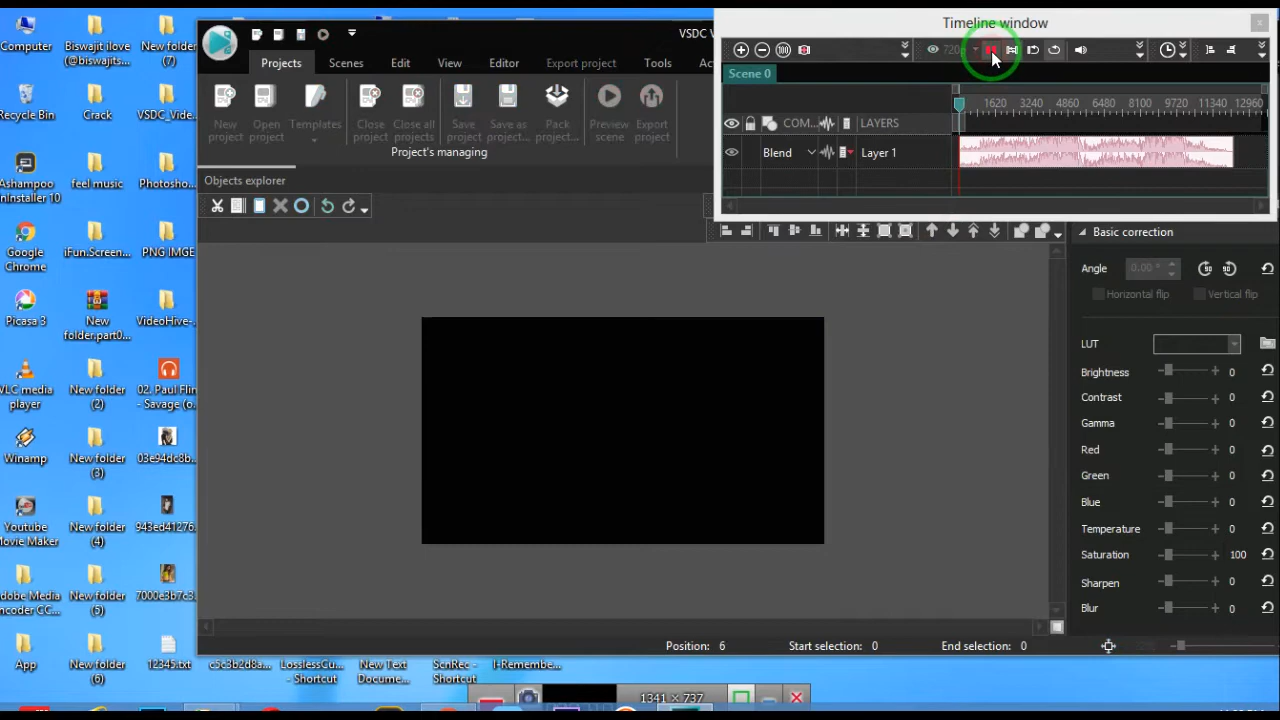 Timeline window
VSDC V
Projects
Scenes
Edit
View
Editor
Export project
Tools
Ac
New project
Open project
Templates
Close project
Close all projects
Save project
Save as...
Pack project...
Preview scene
Export project
Project's managing
Objects explorer
720
Scene 0
1620 3240 4860 6480 8100 9720 11340 12960
COM...
LAYERS
Blend
Layer 1
Basic correction
Angle
0.00 °
Horizontal flip
Vertical flip
LUT
Brightness 0
Contrast 0
Gamma 0
Red 0
Green 0
Blue 0
Temperature 0
Saturation 100
Sharpen 0
Blur 0
Position: 6
Start selection: 0
End selection: 0
Computer
Biswajit ilove (@biswajits...
New folder (7)
Recycle Bin
Crack
VSDC_Vide
Ashampoo
ninstaller 10
feel music
Photosho
Google Chrome
iFun.Screen...
PNG IMGE
Picasa 3
New folder.part0...
VideoHive-
VLC media player
New folder (2)
02. Paul Flin - Savage (o
Winamp
New folder (3)
03e94dc8b
Youtube
Movie Maker
New folder (4)
943ed41276
Adobe Media
ncoder CC...
New folder (5)
7000e3b7c3
App
New folder (6)
12345.txt
c5c3b2d8a...
LosslessCu... - Shortcut
New Text Docume...
ScnRec - Shortcut
I-Remembe...
1341 × 737